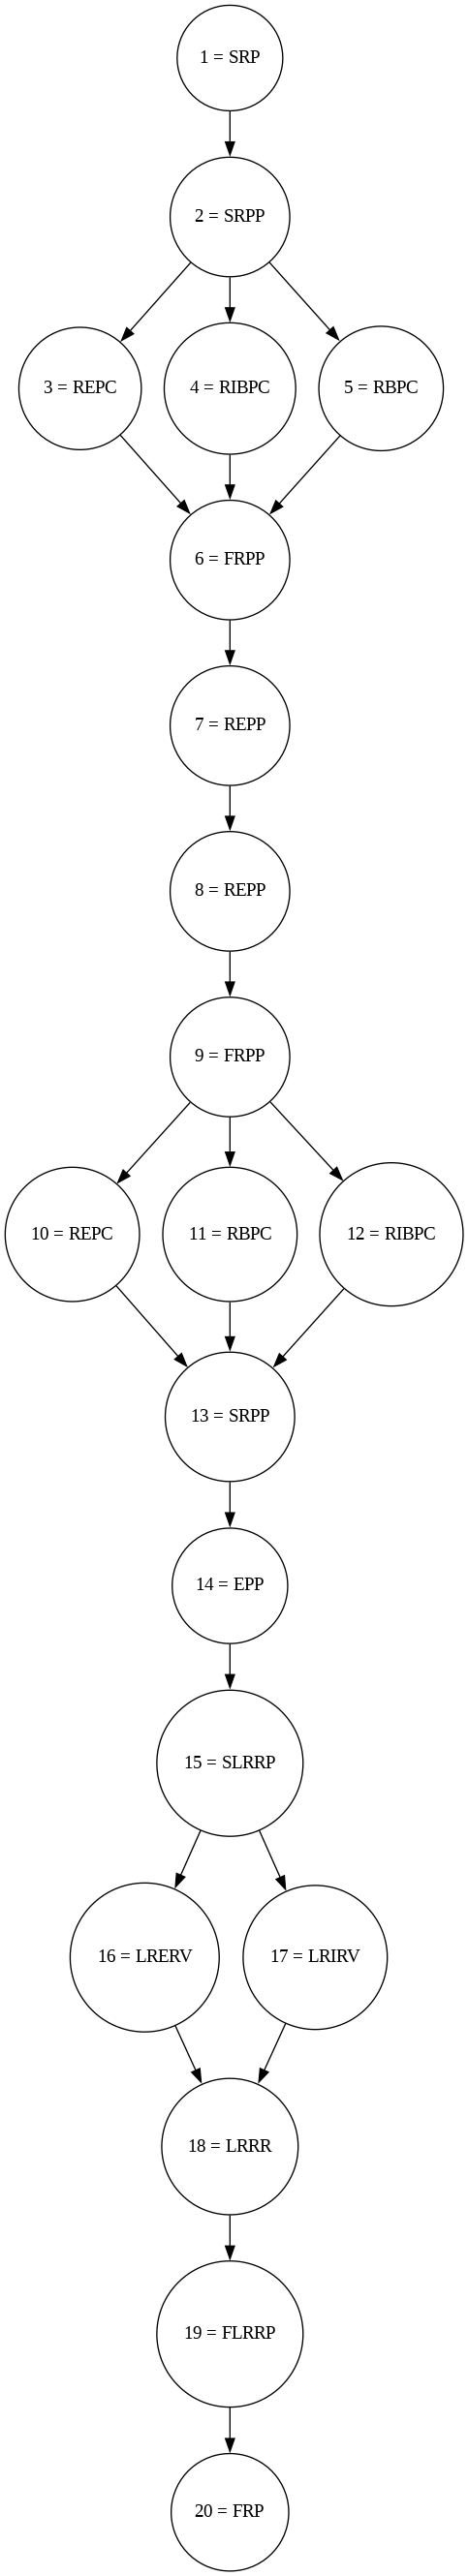 1 = SRP
2 = SRPP
3 = REPC
4 = RIBPC
5 = RBPC
6 = FRPP
7 = REPP
8 = REPP
9 = FRPP
10 = REPC
11 = RBPC
12 = RIBPC
13 = SRPP
14 = EPP
15 = SLRRP
16 = LRERV
17 = LRIRV
18 = LRRR
19 = FLRRP
20 = FRP